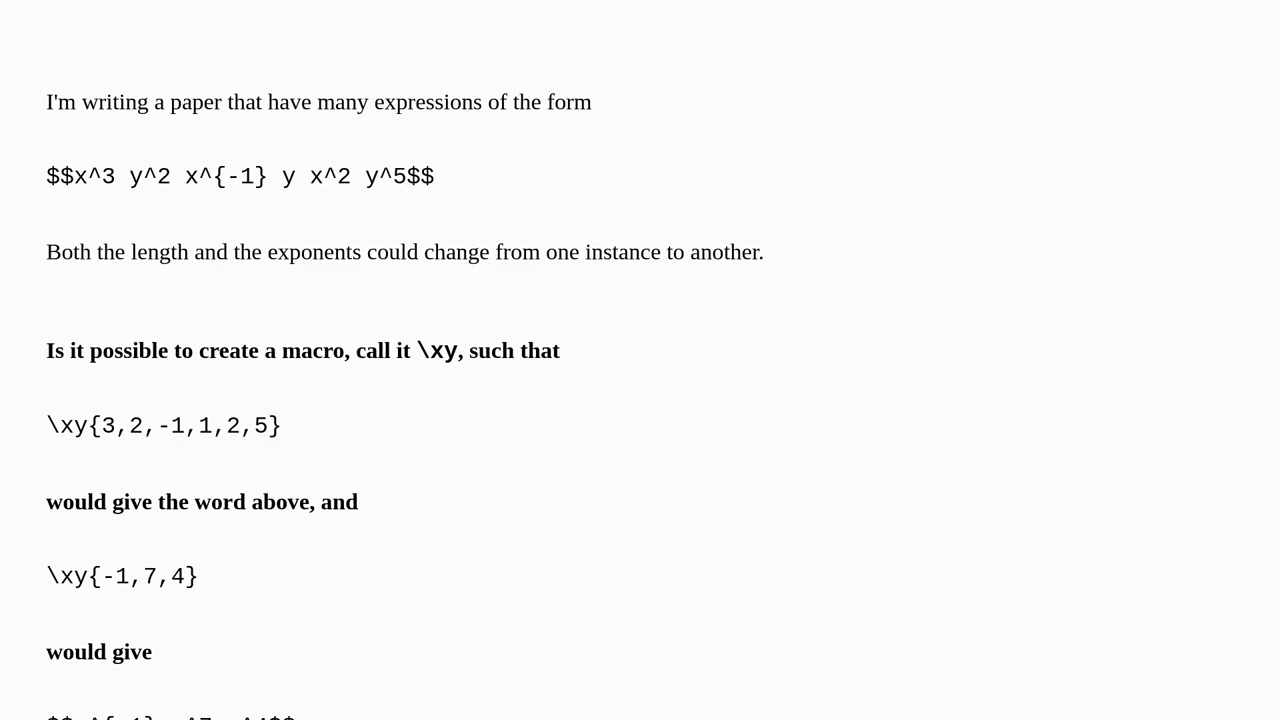 I'm writing a paper that have many expressions of the form
$$x^3 y^2 x^{-1} y x^2 y^5$$
Both the length and the exponents could change from one instance to another.
Is it possible to create a macro, call it \xy, such that
\xy{3,2,-1,1,2,5}
would give the word above, and
\xy{-1,7,4}
would give